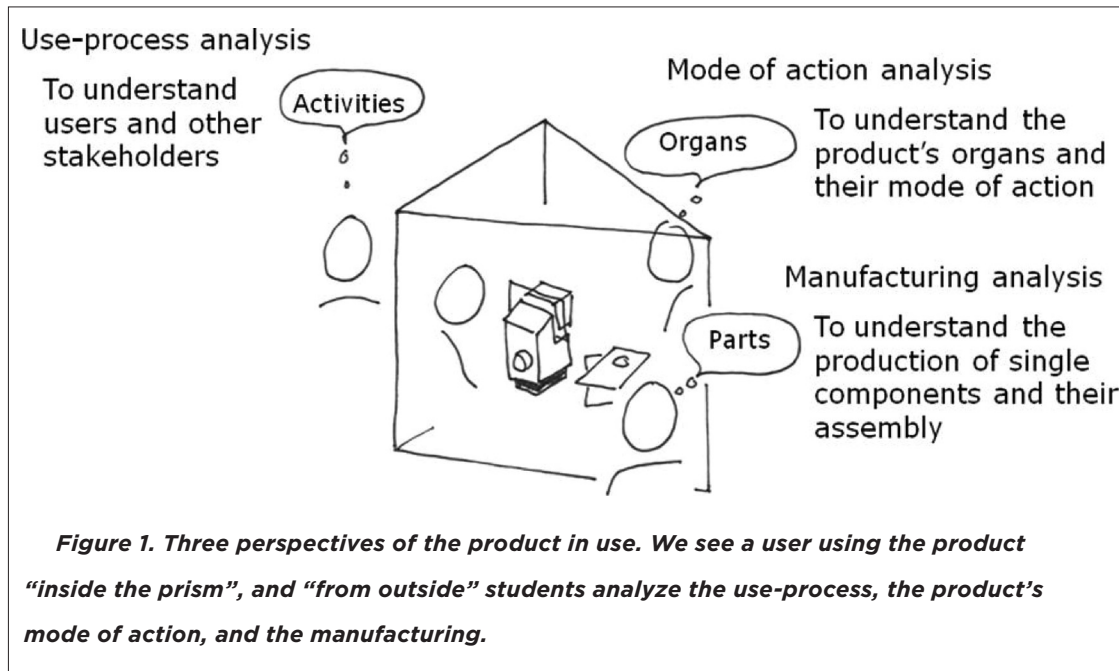 Use-process analysis
To understand
users and other
stakeholders
Activities
Mode of action analysis
Organs
To understand the
product's organs and
their mode of action
Manufacturing analysis
Parts
To understand the
production of single
components and their
assembly
Figure 1. Three perspectives of the product in use. We see a user using the product
“inside the prism”, and “from outside” students analyze the use-process, the product’s
mode of action, and the manufacturing.